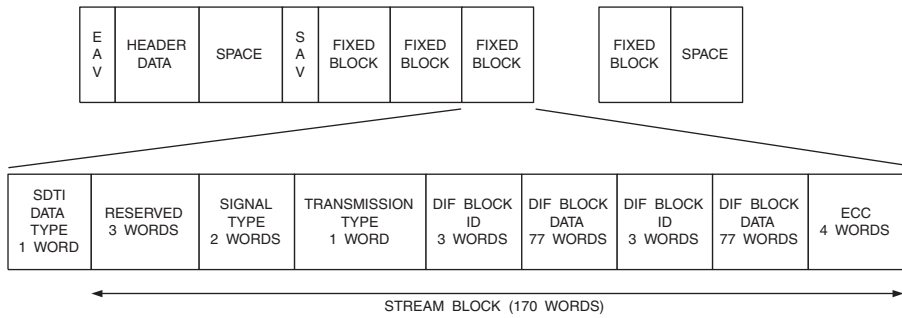 E
A
V
HEADER
DATA
SPACE
S
A
V
FIXED
BLOCK
FIXED
BLOCK
FIXED
BLOCK
FIXED
BLOCK
SPACE
SDTI
DATA
TYPE
1 WORD
RESERVED
3 WORDS
SIGNAL
TYPE
2 WORDS
TRANSMISSION
TYPE
1 WORD
DIF BLOCK
ID
3 WORDS
DIF BLOCK
DATA
77 WORDS
DIF BLOCK
ID
3 WORDS
DIF BLOCK
DATA
77 WORDS
ECC
4 WORDS
STREAM BLOCK (170 WORDS)